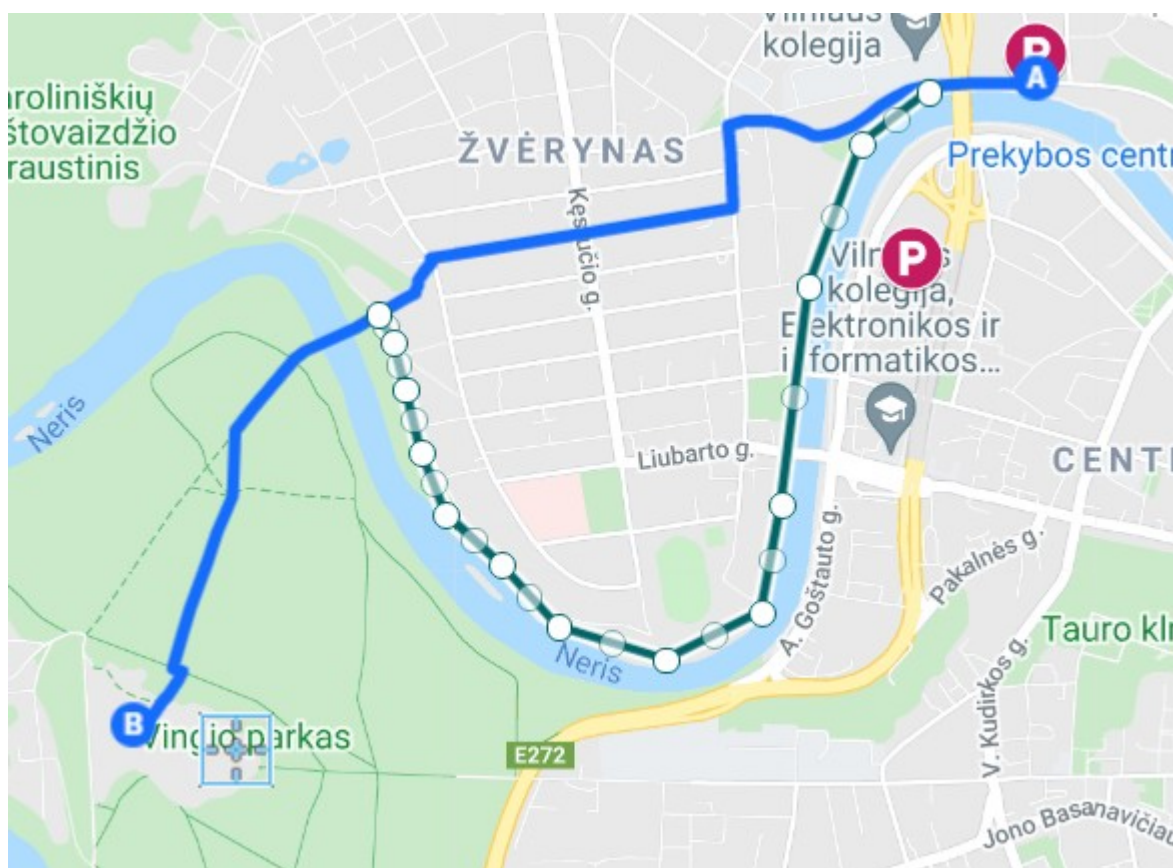 Vilniaus
kolegija
P
A
aroliniškių
štovaizdžio
raustinis
ŽVĖRYNAS
Prekybos centr
Kęstučio g.
P
Vilniaus
kolegija,
Elektronikos ir
informatikos...
Neris
Liubarto g.
CENT
A. Goštauto g.
Pakalnės g.
Neris
Tauro kl
B
Vingio parkas
V. Kudirkos g.
E272
Jono Basanavičiau